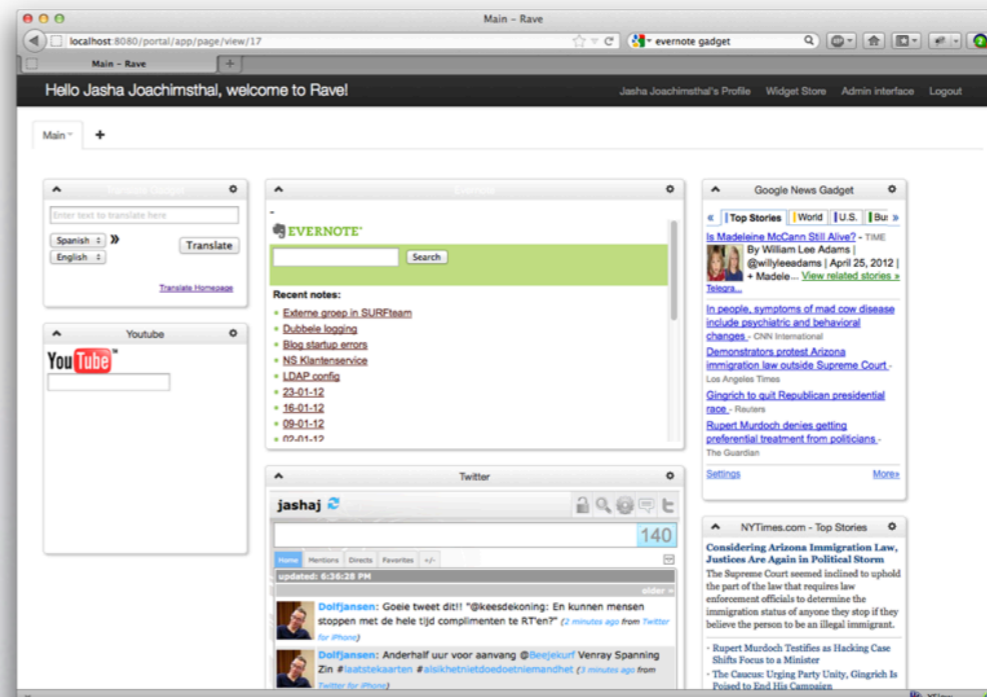 Main – Rave
localhost:8080/portal/app/page/view/17
evernote gadget
Main – Rave
Hello Jasha Joachimsthal, welcome to Rave!
Jasha Joachimsthal's Profile Widget Store Admin interface Logout
Main
Translate Gadget
Enter text to translate here
Spanish
English
Translate
Translate Homepage
Youtube
YouTube™
Evernote
-
EVERNOTE
Search
Recent notes:
Externe groep in SURFteam
Dubbele logging
Blog startup errors
NS Klantenservice
LDAP config
23-01-12
16-01-12
09-01-12
02-01-12
Twitter
jashaj
140
Home Mentions Directs Favorites +/-
updated: 6:36:28 PM
older »
Dolfjansen: Goeie tweet dit!! "@keesdekoning: En kunnen mensen
stoppen met de hele tijd complimenten te RT'en?" (2 minutes ago from Twitter
for iPhone)
Dolfjansen: Anderhalf uur voor aanvang @Beejekurf Venray Spanning
Zin #laatstekaarten #alsikhetnietdoedoetniemandhet (3 minutes ago from
Twitter for iPhone)
Google News Gadget
« Top Stories World U.S. Bu: »
Is Madeleine McCann Still Alive? - TIME
By William Lee Adams |
@willyleeadams | April 25, 2012 |
+ Madele... View related stories »
Telegra...
In people, symptoms of mad cow disease
include psychiatric and behavioral
changes - CNN International
Demonstrators protest Arizona
immigration law outside Supreme Court -
Los Angeles Times
Gingrich to quit Republican presidential
race - Reuters
Rupert Murdoch denies getting
preferential treatment from politicians -
The Guardian
Settings More»
NYTimes.com - Top Stories
Considering Arizona Immigration Law,
Justices Are Again in Political Storm
The Supreme Court seemed inclined to uphold
the part of the law that requires law
enforcement officials to determine the
immigration status of anyone they stop if they
believe the person to be an illegal immigrant.
- Rupert Murdoch Testifies as Hacking Case
Shifts Focus to a Minister
- The Caucus: Urging Party Unity, Gingrich Is
Poised to End His Campaign